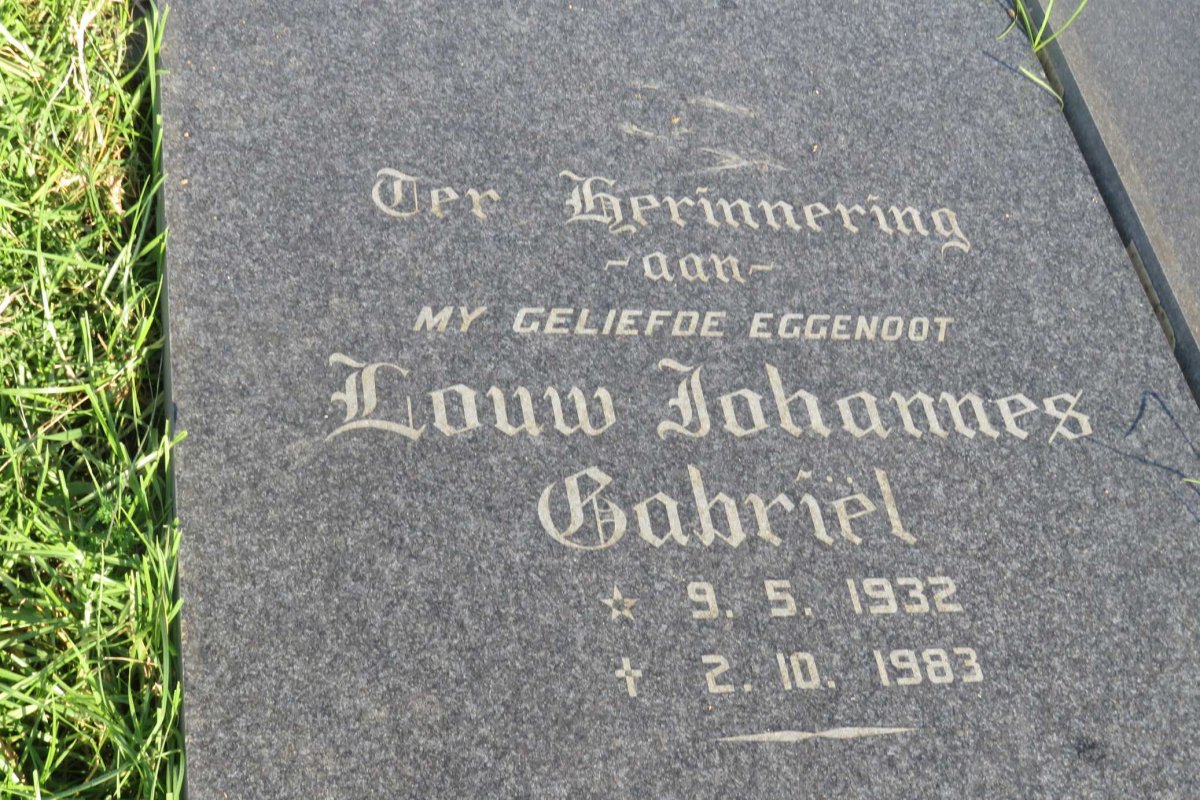 Ter Herinnering
~aan~
MY GELIEFDE EGGENOOT
Louw Johannes
Gabriël
☆ 9. 5. 1932
✝ 2. 10. 1983